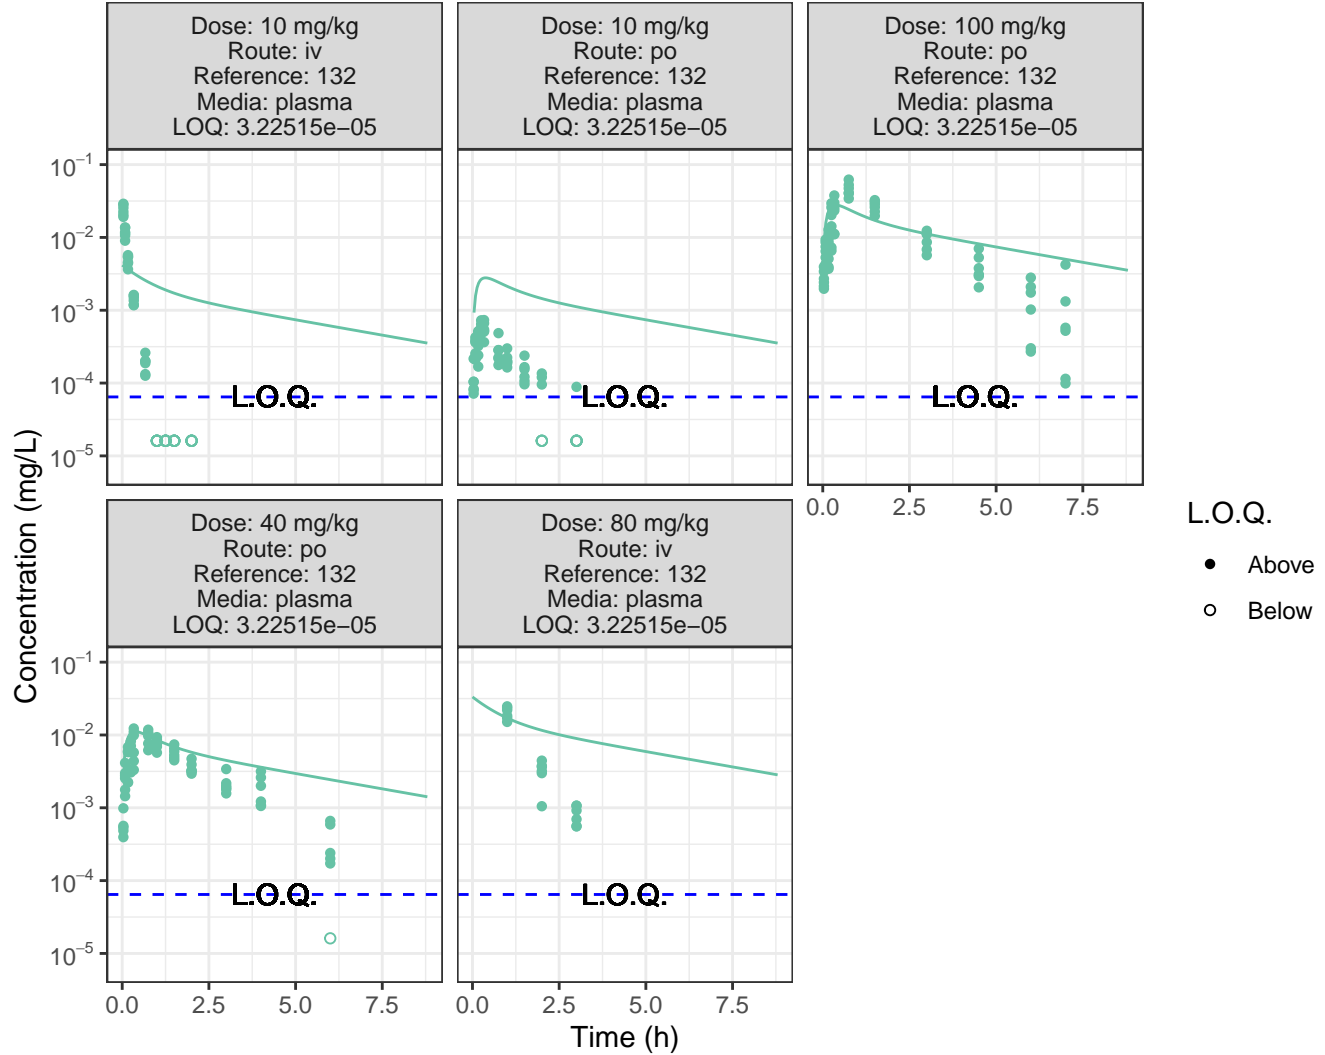 Dose: 10 mg/kg
Route: iv
Reference: 132
Media: plasma
LOQ: 3.22515e−05
Dose: 10 mg/kg
Route: po
Reference: 132
Media: plasma
LOQ: 3.22515e−05
Dose: 100 mg/kg
Route: po
Reference: 132
Media: plasma
LOQ: 3.22515e−05
10⁻¹
10⁻²
10⁻³
10⁻⁴
10⁻⁵
L.O.Q.
L.O.Q.
L.O.Q.
0.0 2.5 5.0 7.5
Dose: 40 mg/kg
Route: po
Reference: 132
Media: plasma
LOQ: 3.22515e−05
Dose: 80 mg/kg
Route: iv
Reference: 132
Media: plasma
LOQ: 3.22515e−05
10⁻¹
10⁻²
10⁻³
10⁻⁴
10⁻⁵
L.O.Q.
L.O.Q.
0.0 2.5 5.0 7.5
0.0 2.5 5.0 7.5
Time (h)
Concentration (mg/L)
L.O.Q.
Above
Below